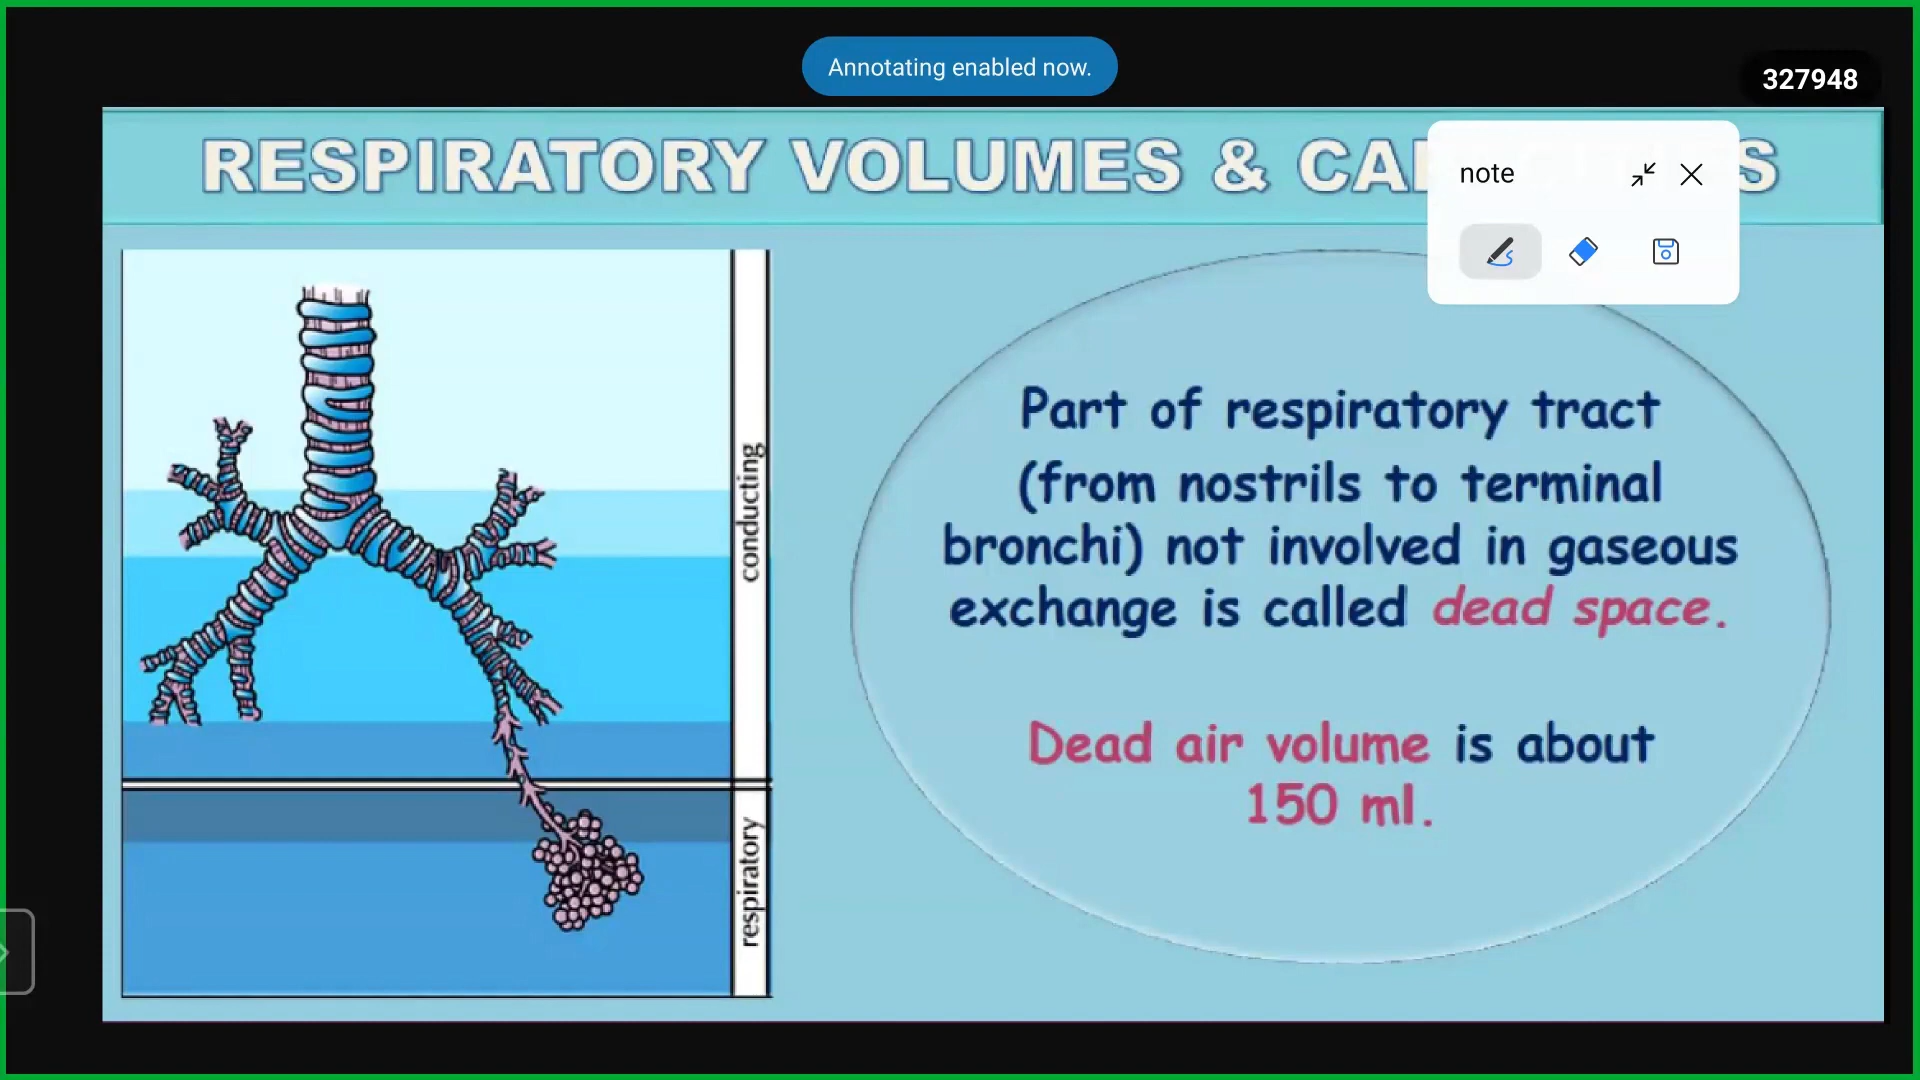 Annotating enabled now.
327948
RESPIRATORY VOLUMES & CA
note
Part of respiratory tract
(from nostrils to terminal
bronchi) not involved in gaseous
exchange is called dead space.
Dead air volume is about
150 ml.
conducting
respiratory